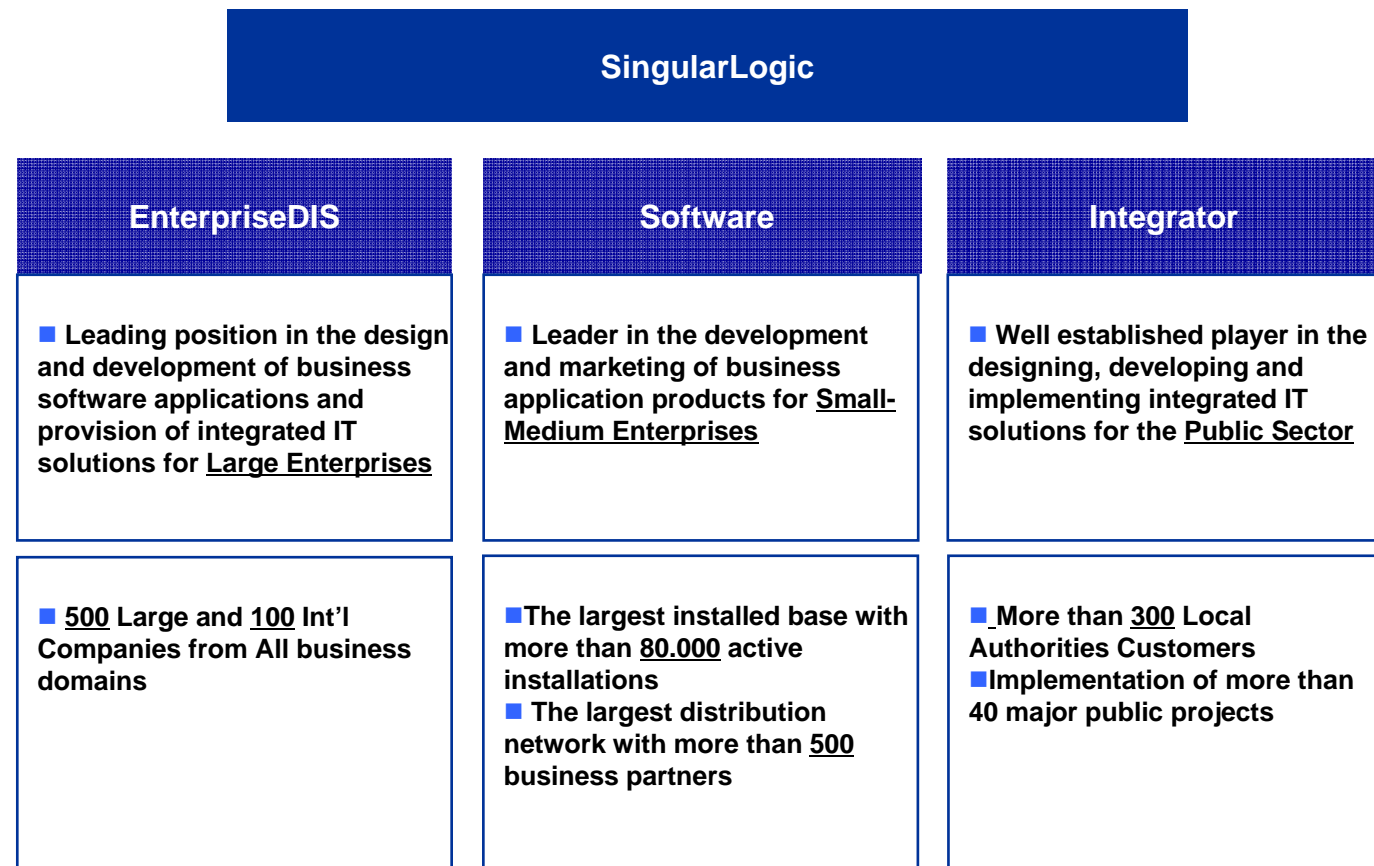 SingularLogic
EnterpriseDIS
■ Leading position in the design
and development of business
software applications and
provision of integrated IT
solutions for Large Enterprises
■ 500 Large and 100 Int’l
Companies from All business
domains
Software
■ Leader in the development
and marketing of business
application products for Small-
Medium Enterprises
■The largest installed base with
more than 80.000 active
installations
■ The largest distribution
network with more than 500
business partners
Integrator
■ Well established player in the
designing, developing and
implementing integrated IT
solutions for the Public Sector
■ More than 300 Local
Authorities Customers
■Implementation of more than
40 major public projects